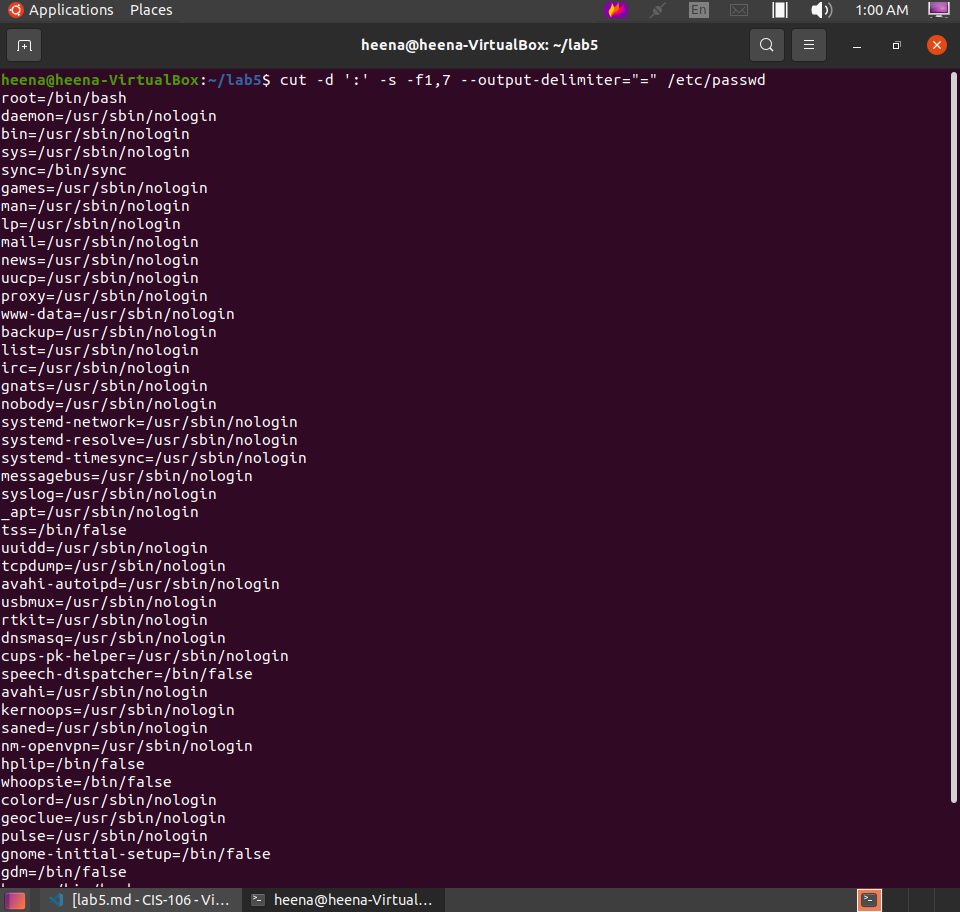 Applications Places En 1:00 AM
heena@heena-VirtualBox: ~/lab5
heena@heena-VirtualBox:~/lab5$ cut -d ':' -s -f1,7 --output-delimiter="=" /etc/passwd
root=/bin/bash
daemon=/usr/sbin/nologin
bin=/usr/sbin/nologin
sys=/usr/sbin/nologin
sync=/bin/sync
games=/usr/sbin/nologin
man=/usr/sbin/nologin
lp=/usr/sbin/nologin
mail=/usr/sbin/nologin
news=/usr/sbin/nologin
uucp=/usr/sbin/nologin
proxy=/usr/sbin/nologin
www-data=/usr/sbin/nologin
backup=/usr/sbin/nologin
list=/usr/sbin/nologin
irc=/usr/sbin/nologin
gnats=/usr/sbin/nologin
nobody=/usr/sbin/nologin
systemd-network=/usr/sbin/nologin
systemd-resolve=/usr/sbin/nologin
systemd-timesync=/usr/sbin/nologin
messagebus=/usr/sbin/nologin
syslog=/usr/sbin/nologin
_apt=/usr/sbin/nologin
tss=/bin/false
uuidd=/usr/sbin/nologin
tcpdump=/usr/sbin/nologin
avahi-autoipd=/usr/sbin/nologin
usbmux=/usr/sbin/nologin
rtkit=/usr/sbin/nologin
dnsmasq=/usr/sbin/nologin
cups-pk-helper=/usr/sbin/nologin
speech-dispatcher=/bin/false
avahi=/usr/sbin/nologin
kernoops=/usr/sbin/nologin
saned=/usr/sbin/nologin
nm-openvpn=/usr/sbin/nologin
hplip=/bin/false
whoopsie=/bin/false
colord=/usr/sbin/nologin
geoclue=/usr/sbin/nologin
pulse=/usr/sbin/nologin
gnome-initial-setup=/bin/false
gdm=/bin/false
[lab5.md - CIS-106 - Vi... heena@heena-Virtual...